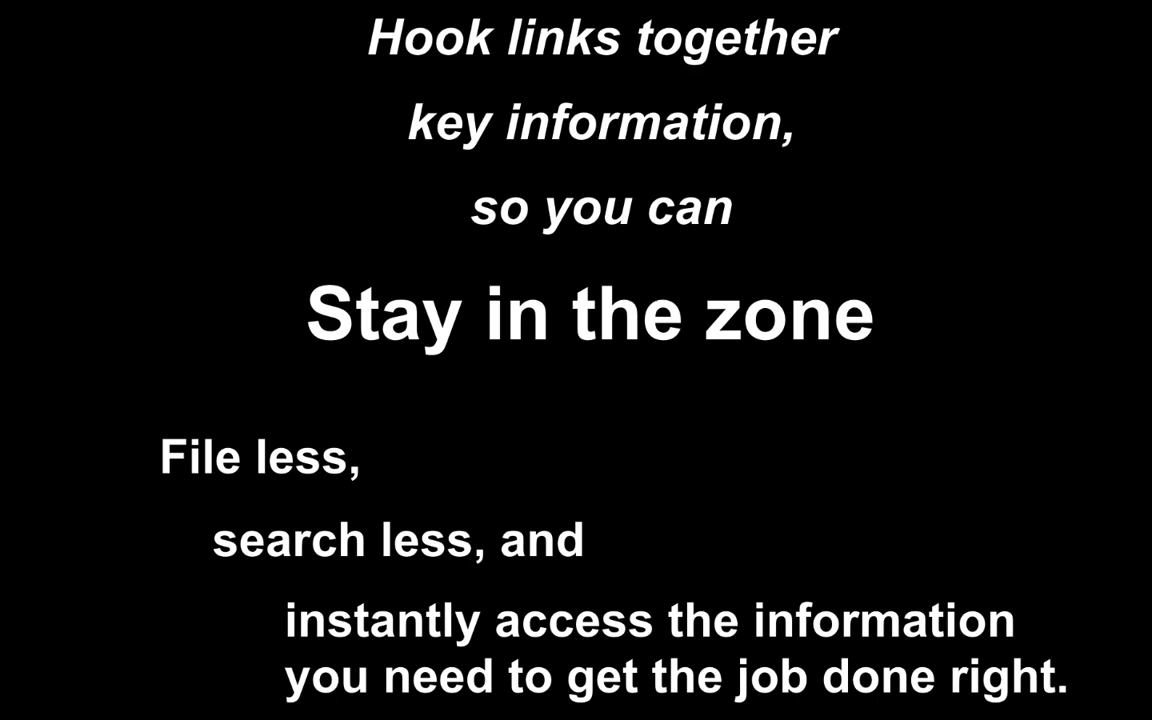 Hook links together
key information,
so you can
Stay in the zone
File less,
search less, and
instantly access the information
you need to get the job done right.